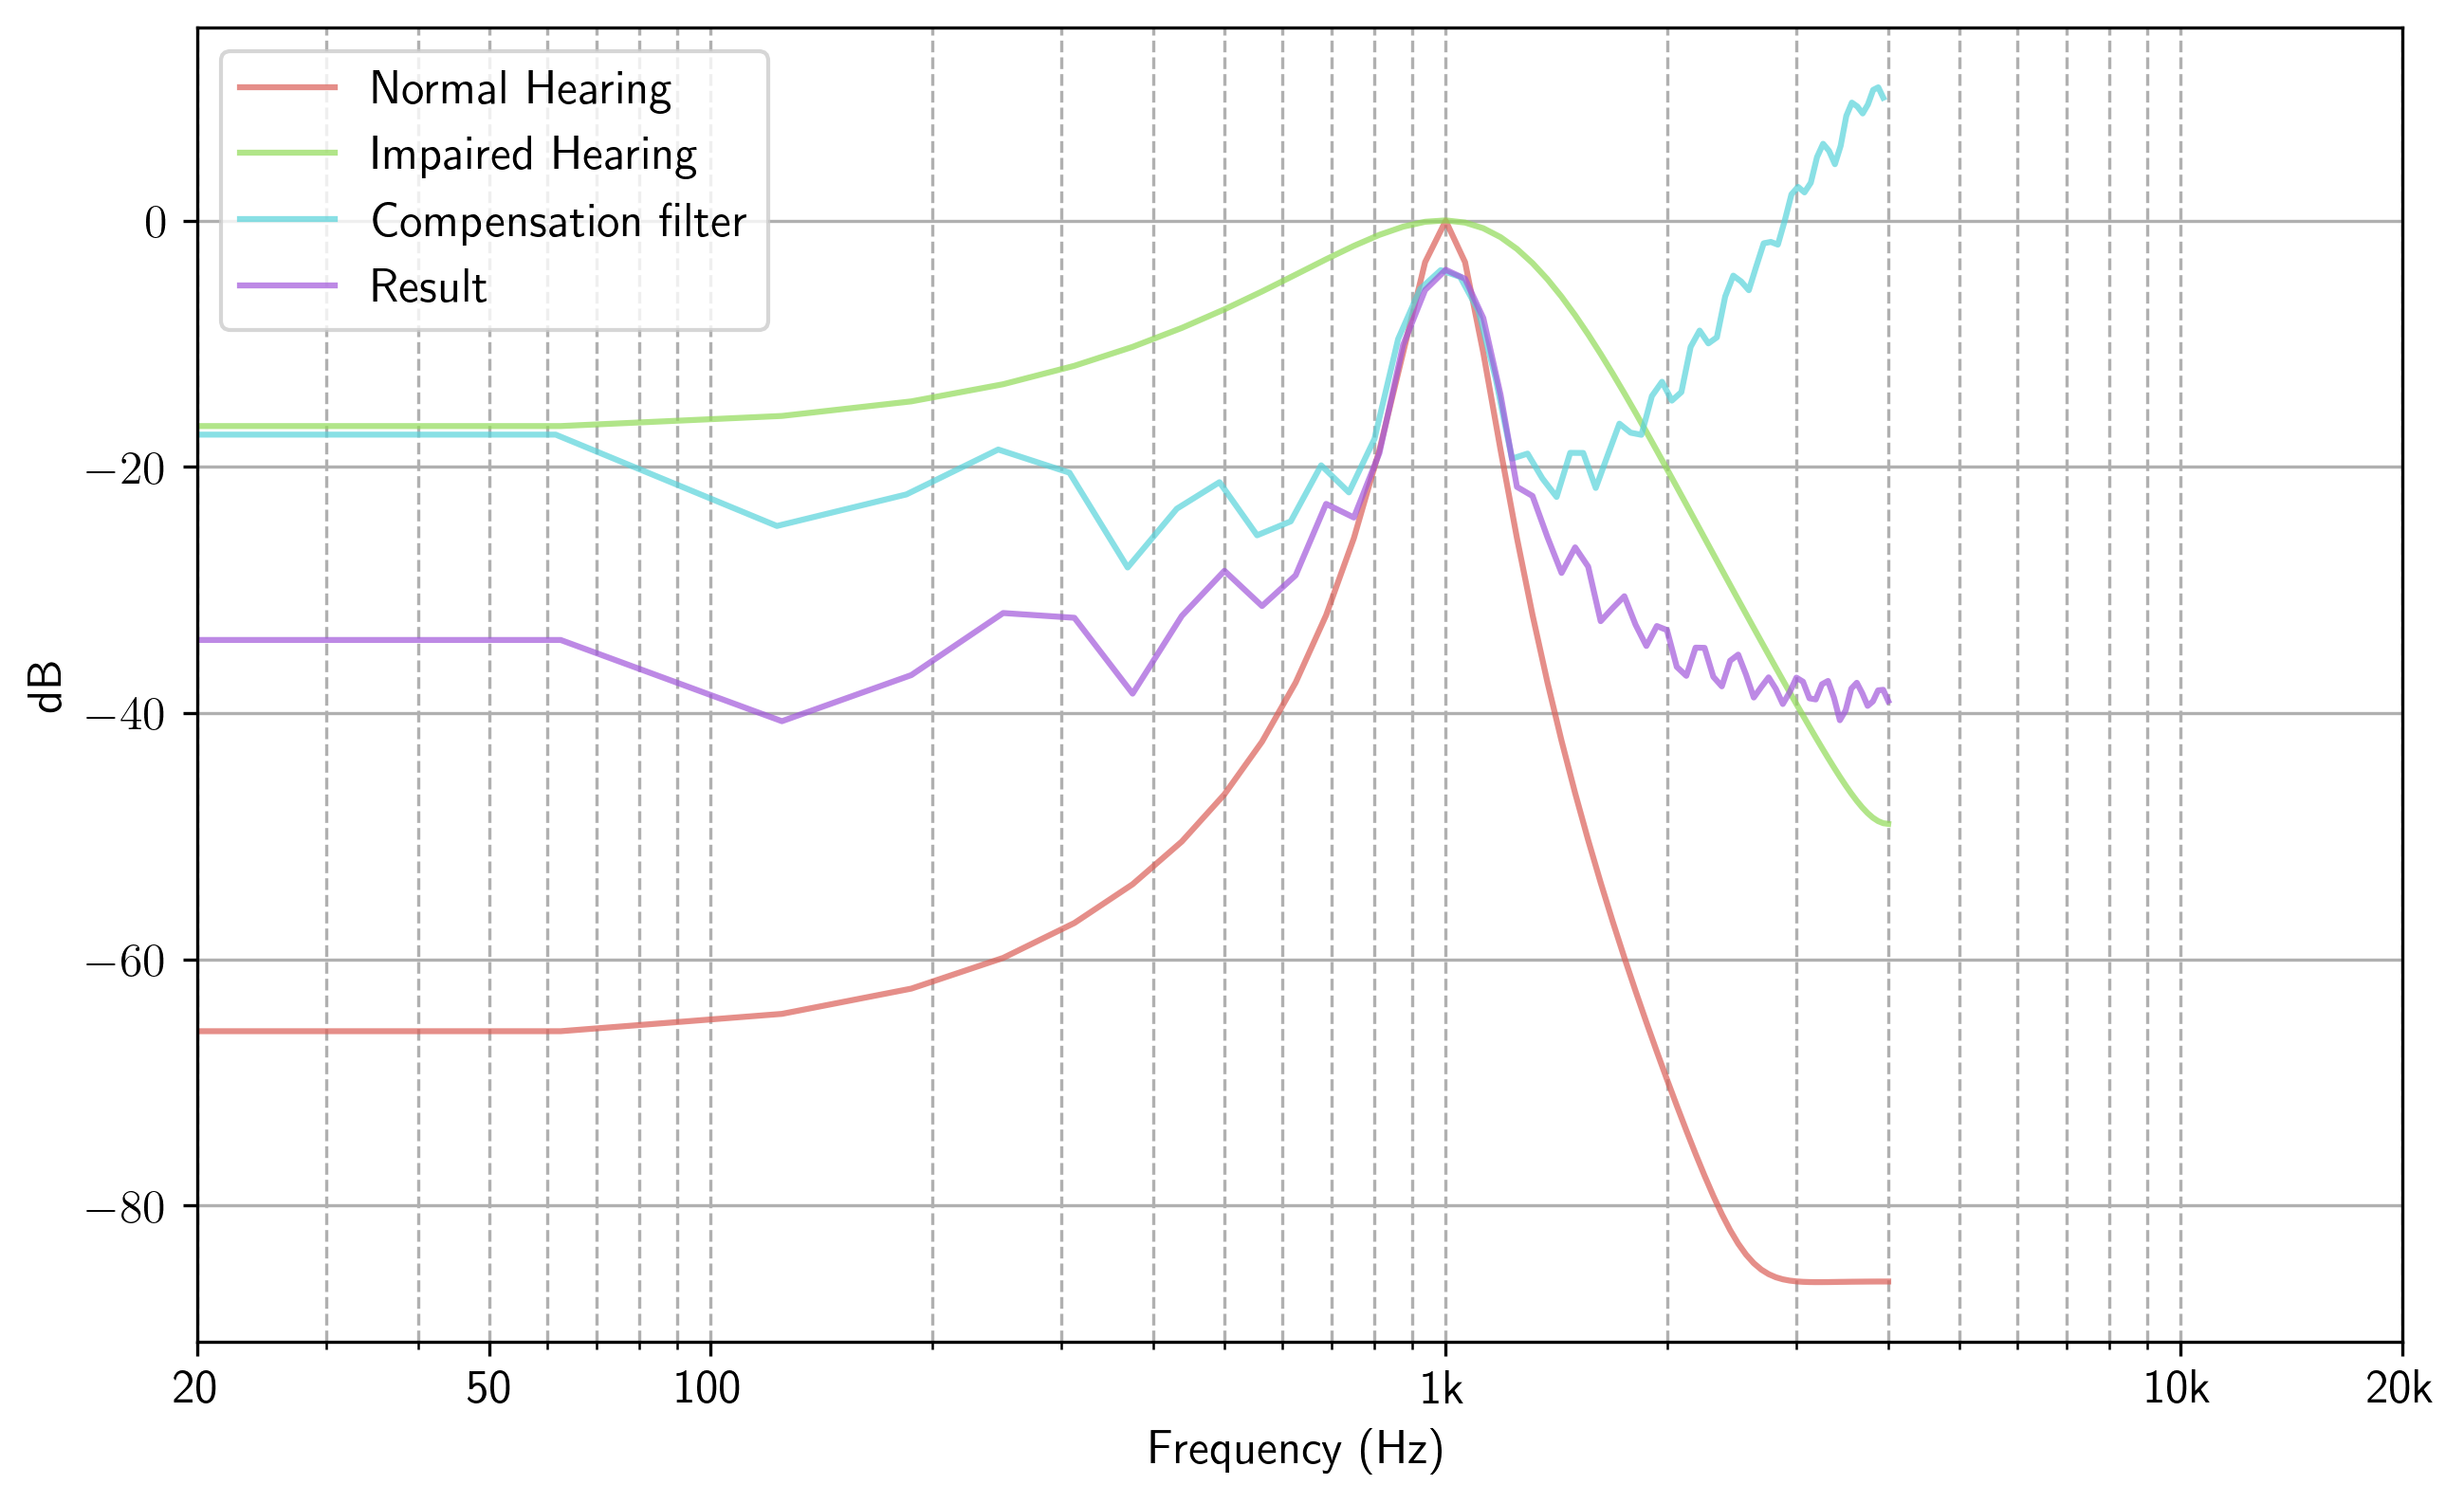 Normal Hearing
Impaired Hearing
Compensation filter
Result
0
−20
−40
−60
−80
dB
20 50 100 1k 10k 20k
Frequency (Hz)